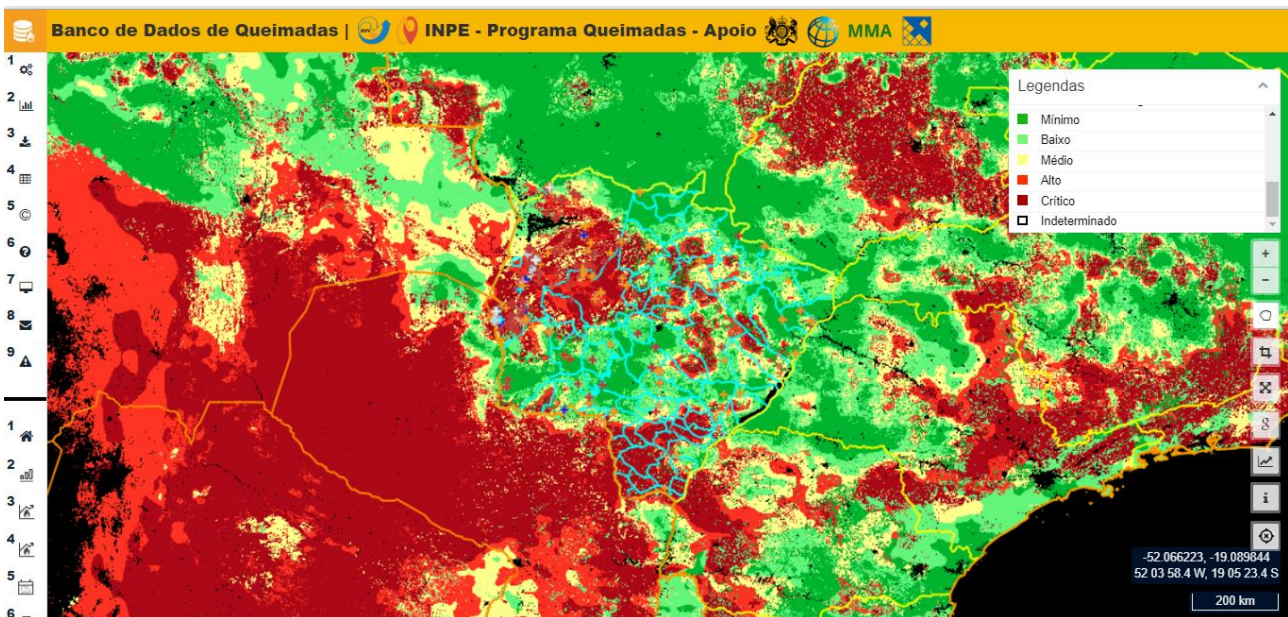 Banco de Dados de Queimadas | INPE - Programa Queimadas - Apoio MMA
1
2
3
4
5
6
7
8
9
1
2
3
4
5
6
Legendas
Mínimo
Baixo
Médio
Alto
Crítico
Indeterminado
+
−
-52.066223, -19.089844
52 03 58.4 W, 19 05 23.4 S
200 km